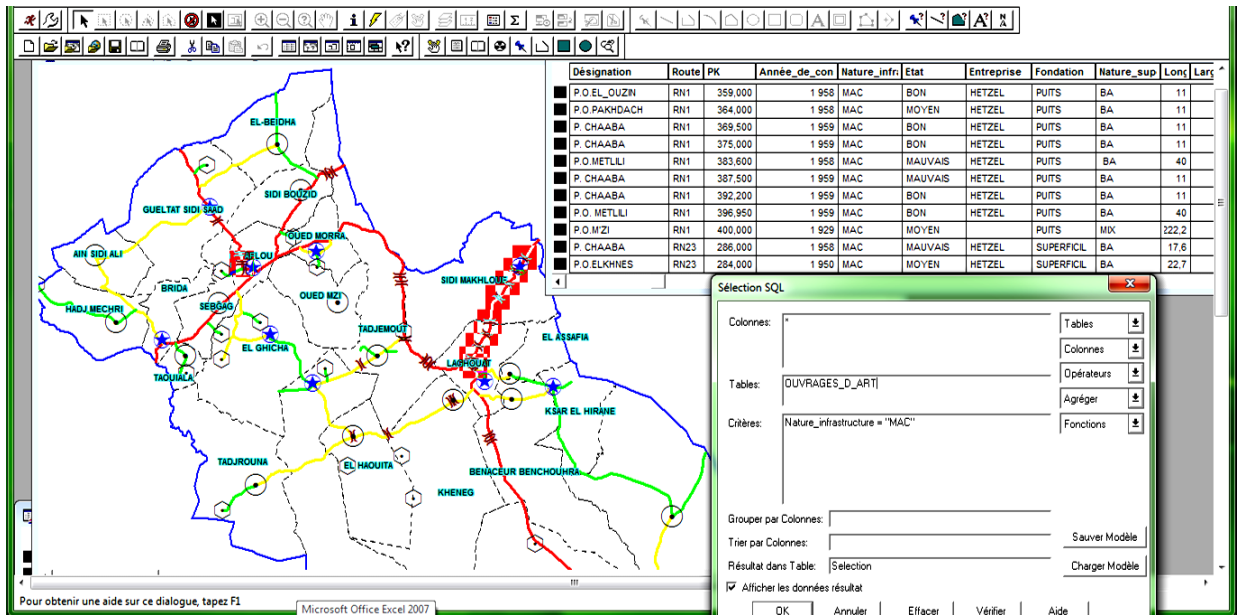 Désignation Route PK Année_de_con Nature_infra Etat Entreprise Fondation Nature_sup Long Larg
P.O.EL_OUZIN RN1 359,000 1 958 MAC BON HETZEL PUITS BA 11
P.O.PAKHDACH RN1 364,000 1 958 MAC MOYEN HETZEL PUITS BA 11
P. CHAABA RN1 369,500 1 959 MAC BON HETZEL PUITS BA 11
P. CHAABA RN1 375,000 1 959 MAC BON HETZEL PUITS BA 11
P.O.METLILI RN1 383,600 1 958 MAC MAUVAIS HETZEL PUITS BA 40
P. CHAABA RN1 387,500 1 959 MAC MAUVAIS HETZEL PUITS BA 11
P. CHAABA RN1 392,200 1 959 MAC BON HETZEL PUITS BA 11
P.O. METLILI RN1 396,950 1 959 MAC BON HETZEL PUITS BA 40
P.O.M'ZI RN1 400,000 1 929 MAC MOYEN PUITS MIX 222,2
P. CHAABA RN23 286,000 1 958 MAC MAUVAIS HETZEL SUPERFICIL BA 17,6
P.O.ELKHNES RN23 284,000 1 950 MAC MOYEN HETZEL SUPERFICIL BA 22,7
EL-BEIDHA
SIDI BOUZID
GUELTAT SIDI SAAD
OUED MORRA
AIN SIDI ALI
BRIDA
SIDI MAKHLOUF
HADJ MECHRI
SEBGAG
OUED MZI
TADJEMOUT
EL ASSAFIA
EL GHICHA
LAGHOUAT
TAOUIALA
KSAR EL HIRANE
TADJROUNA
EL HAOUITA
BENACEUR BENCHOUHRA
KHENEG
Sélection SQL
Colonnes: *
Tables
Colonnes
Tables: OUVRAGES_D_ART
Opérateurs
Agréger
Critères: Nature_infrastructure = "MAC"
Fonctions
Grouper par Colonnes:
Trier par Colonnes:
Sauver Modèle
Résultat dans Table: Selection
Charger Modèle
Afficher les données résultat
OK Annuler Effacer Vérifier Aide
Pour obtenir une aide sur ce dialogue, tapez F1
Microsoft Office Excel 2007